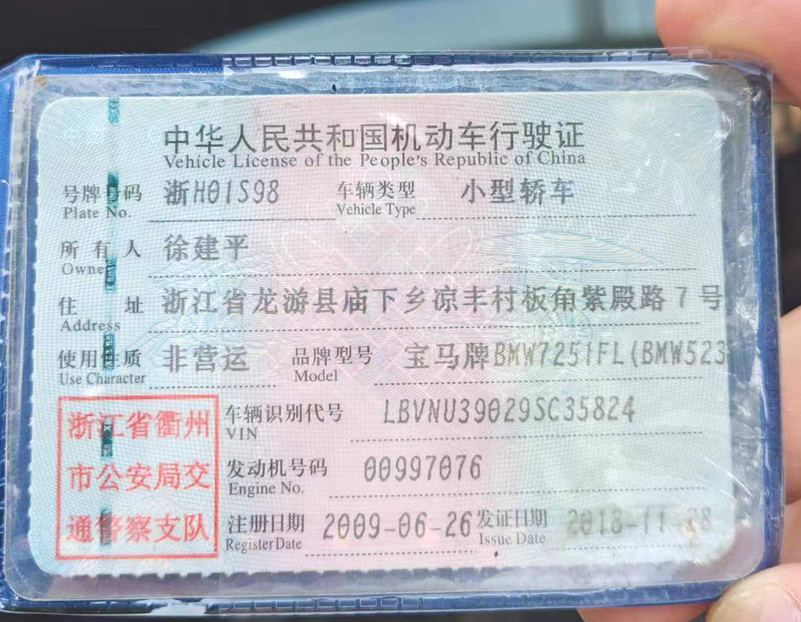 中华人民共和国机动车行驶证
Vehicle License of the People's Republic of China
号牌号码 浙H01S98 车辆类型 小型轿车
Plate No. Vehicle Type
所有人 徐建平
Owner
住址 浙江省龙游县庙下乡凉丰村板角紫殿路7号
Address
使用性质 非营运 品牌型号 宝马牌BMW7251FL(BMW523
Use Character Model
浙江省衢州
市公安局交
通警察支队
车辆识别代号 LBVNU39029SC35824
VIN
发动机号码 00997076
Engine No.
注册日期 2009-06-26 发证日期 2018-11-28
Register Date Issue Date